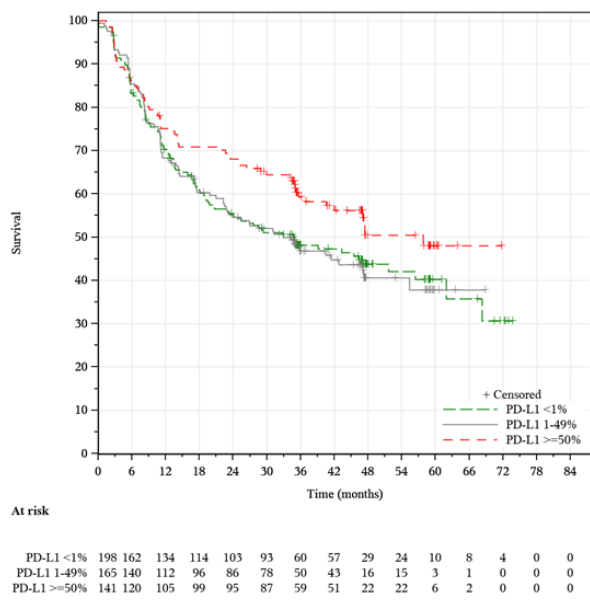 100
90
80
70
60
50
40
30
20
10
0
Survival
+ Censored
PD-L1 <1%
PD-L1 1-49%
PD-L1 >=50%
0 6 12 18 24 30 36 42 48 54 60 66 72 78 84
Time (months)
At risk
PD-L1 <1% 198 162 134 114 103 93 60 57 29 24 10 8 4 0 0
PD-L1 1-49% 165 140 112 96 86 78 50 43 16 15 3 1 0 0 0
PD-L1 >=50% 141 120 105 99 95 87 59 51 22 22 6 2 0 0 0